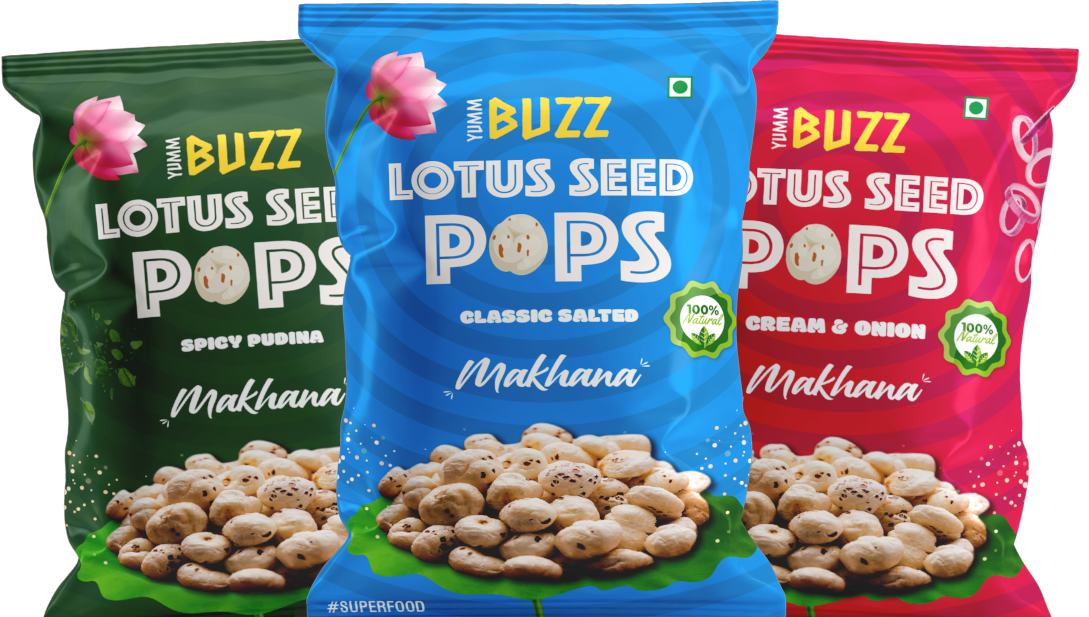 YUMM BUZZ
LOTUS SEE
POPS
SPICY PUDINA
Makhana
YUMM BUZZ
LOTUS SEED
POPS
CLASSIC SALTED
100%
Natural
Makhana
#SUPERFOOD
YUMM BUZZ
OTUS SEED
POPS
CREAM & ONION
100%
Natural
Makhana